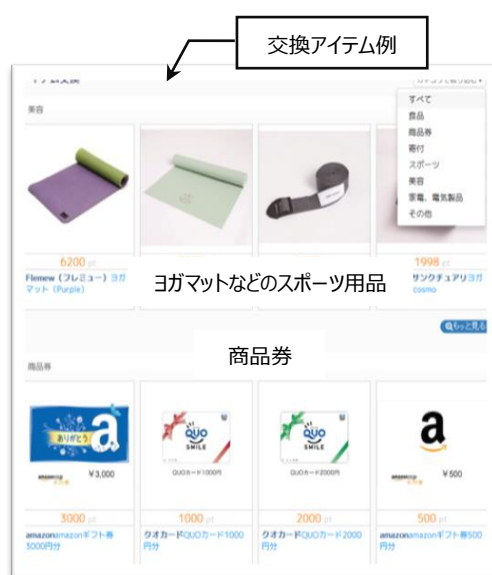 交換アイテム例
すべて
食品
商品券
寄付
スポーツ
美容
家電、電気製品
その他
美容
6200 pt
1998 pt
Flemew（フレミュー）ヨガ
マット（Purple）
サンクチュアリヨガ
cosmo
ヨガマットなどのスポーツ用品
もっと見る
商品券
商品券
ありがとう
a
¥3,000
QUO
SMILE
QUOカード1000円
QUO
SMILE
QUOカード2000円
a
¥500
3000 pt
1000 pt
2000 pt
500 pt
amazonamazonギフト券
3000円分
クオカードQUOカード1000
円分
クオカードQUOカード2000
円分
amazonamazonギフト券500
円分